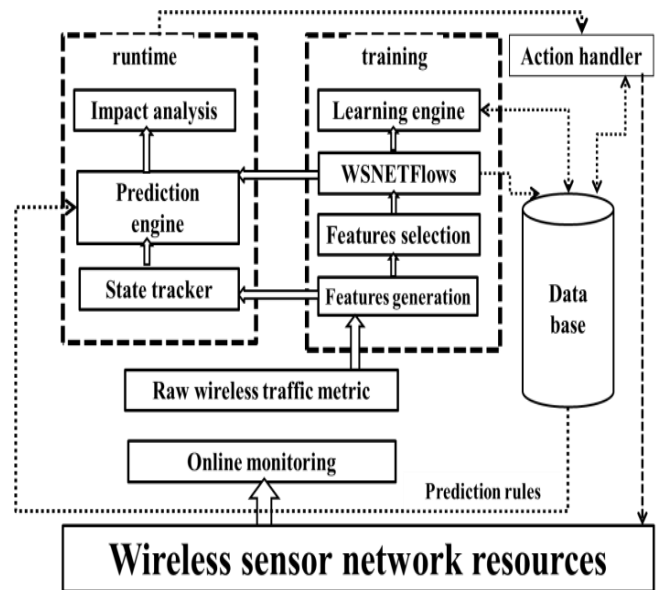 runtime
training
Action handler
Impact analysis
Learning engine
WSNETFlows
Prediction
engine
Features selection
State tracker
Features generation
Data
base
Raw wireless traffic metric
Online monitoring
Prediction rules
Wireless sensor network resources